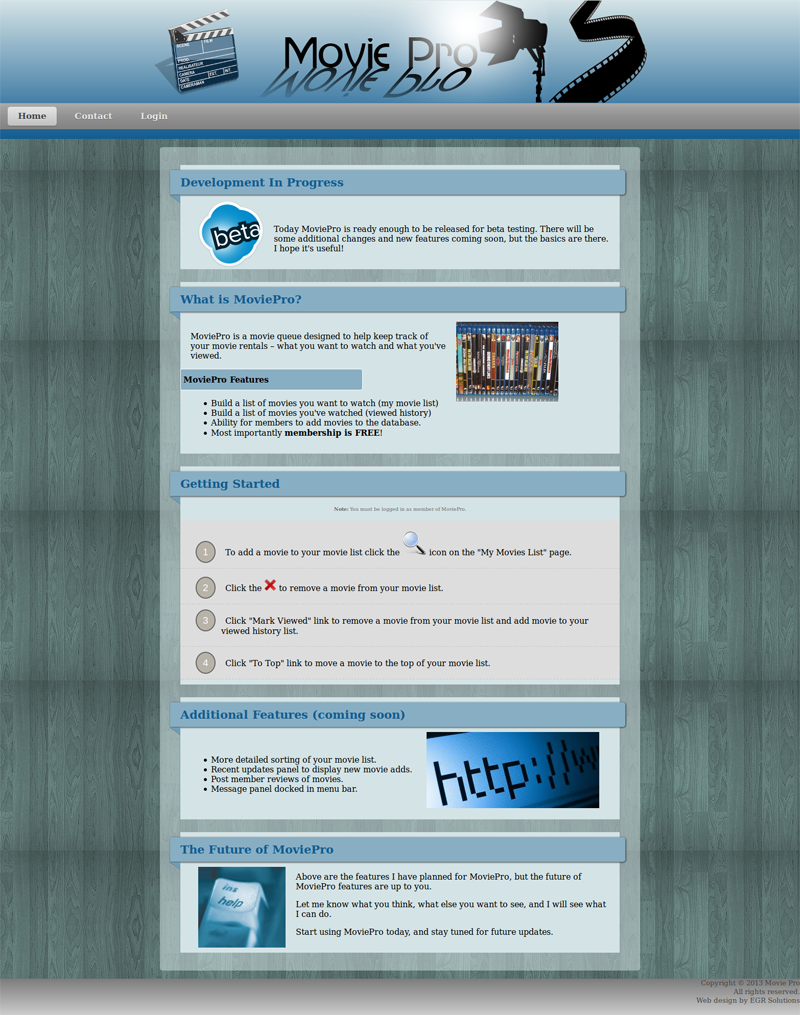 SCENE FILM
PROD.
REALISATEUR
CAMERA EXT. INT.
DATE
CAMERAMAN
Movie Pro
Movie Pro
Home Contact Login
Development In Progress
beta
Today MoviePro is ready enough to be released for beta testing. There will be
some additional changes and new features coming soon, but the basics are there.
I hope it's useful!
What is MoviePro?
MoviePro is a movie queue designed to help keep track of
your movie rentals – what you want to watch and what you've
viewed.
MoviePro Features
• Build a list of movies you want to watch (my movie list)
• Build a list of movies you've watched (viewed history)
• Ability for members to add movies to the database.
• Most importantly membership is FREE!
Getting Started
Note: You must be logged in as member of MoviePro.
1 To add a movie to your movie list click the icon on the "My Movies List" page.
2 Click the to remove a movie from your movie list.
3 Click "Mark Viewed" link to remove a movie from your movie list and add movie to your
viewed history list.
4 Click "To Top" link to move a movie to the top of your movie list.
Additional Features (coming soon)
• More detailed sorting of your movie list.
• Recent updates panel to display new movie adds.
• Post member reviews of movies.
• Message panel docked in menu bar.
http://w
The Future of MoviePro
ins
help
Above are the features I have planned for MoviePro, but the future of
MoviePro features are up to you.
Let me know what you think, what else you want to see, and I will see what
I can do.
Start using MoviePro today, and stay tuned for future updates.
Copyright © 2013 Movie Pro
All rights reserved.
Web design by EGR Solutions